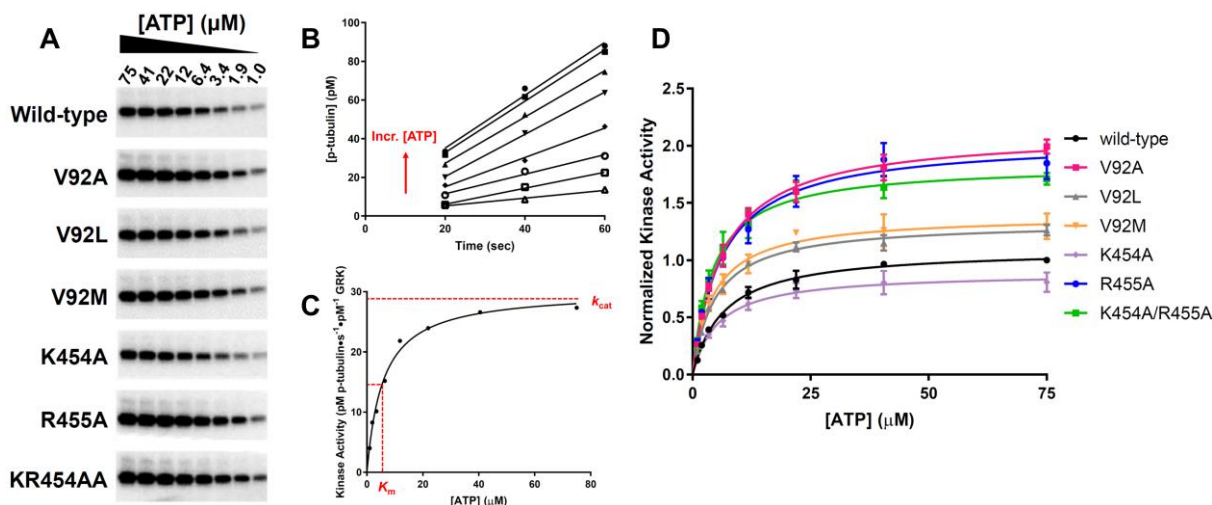 A
[ATP] (μM)
75 41 22 12 6.4 3.4 1.9 1.0
Wild-type
V92A
V92L
V92M
K454A
R455A
KR454AA
B
[p-tubulin] (pM)
100
80
60
40
20
0
Incr. [ATP]
0 20 40 60
Time (sec)
C
Kinase Activity (pM p-tubulin•s⁻¹•pM⁻¹ GRK)
30
20
10
0
kcat
Km
0 20 40 60 80
[ATP] (μM)
D
Normalized Kinase Activity
2.5
2.0
1.5
1.0
0.5
0.0
0 25 50 75
[ATP] (μM)
wild-type
V92A
V92L
V92M
K454A
R455A
K454A/R455A